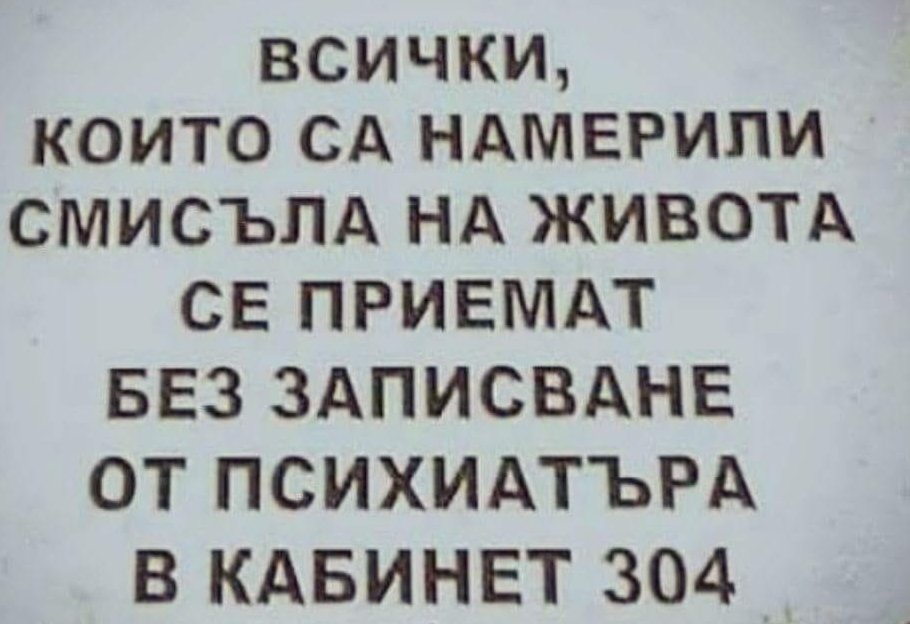 ВСИЧКИ,
КОИТО СА НАМЕРИЛИ
СМИСЪЛА НА ЖИВОТА
СЕ ПРИЕМАТ
БЕЗ ЗАПИСВАНЕ
ОТ ПСИХИАТЪРА
В КАБИНЕТ 304